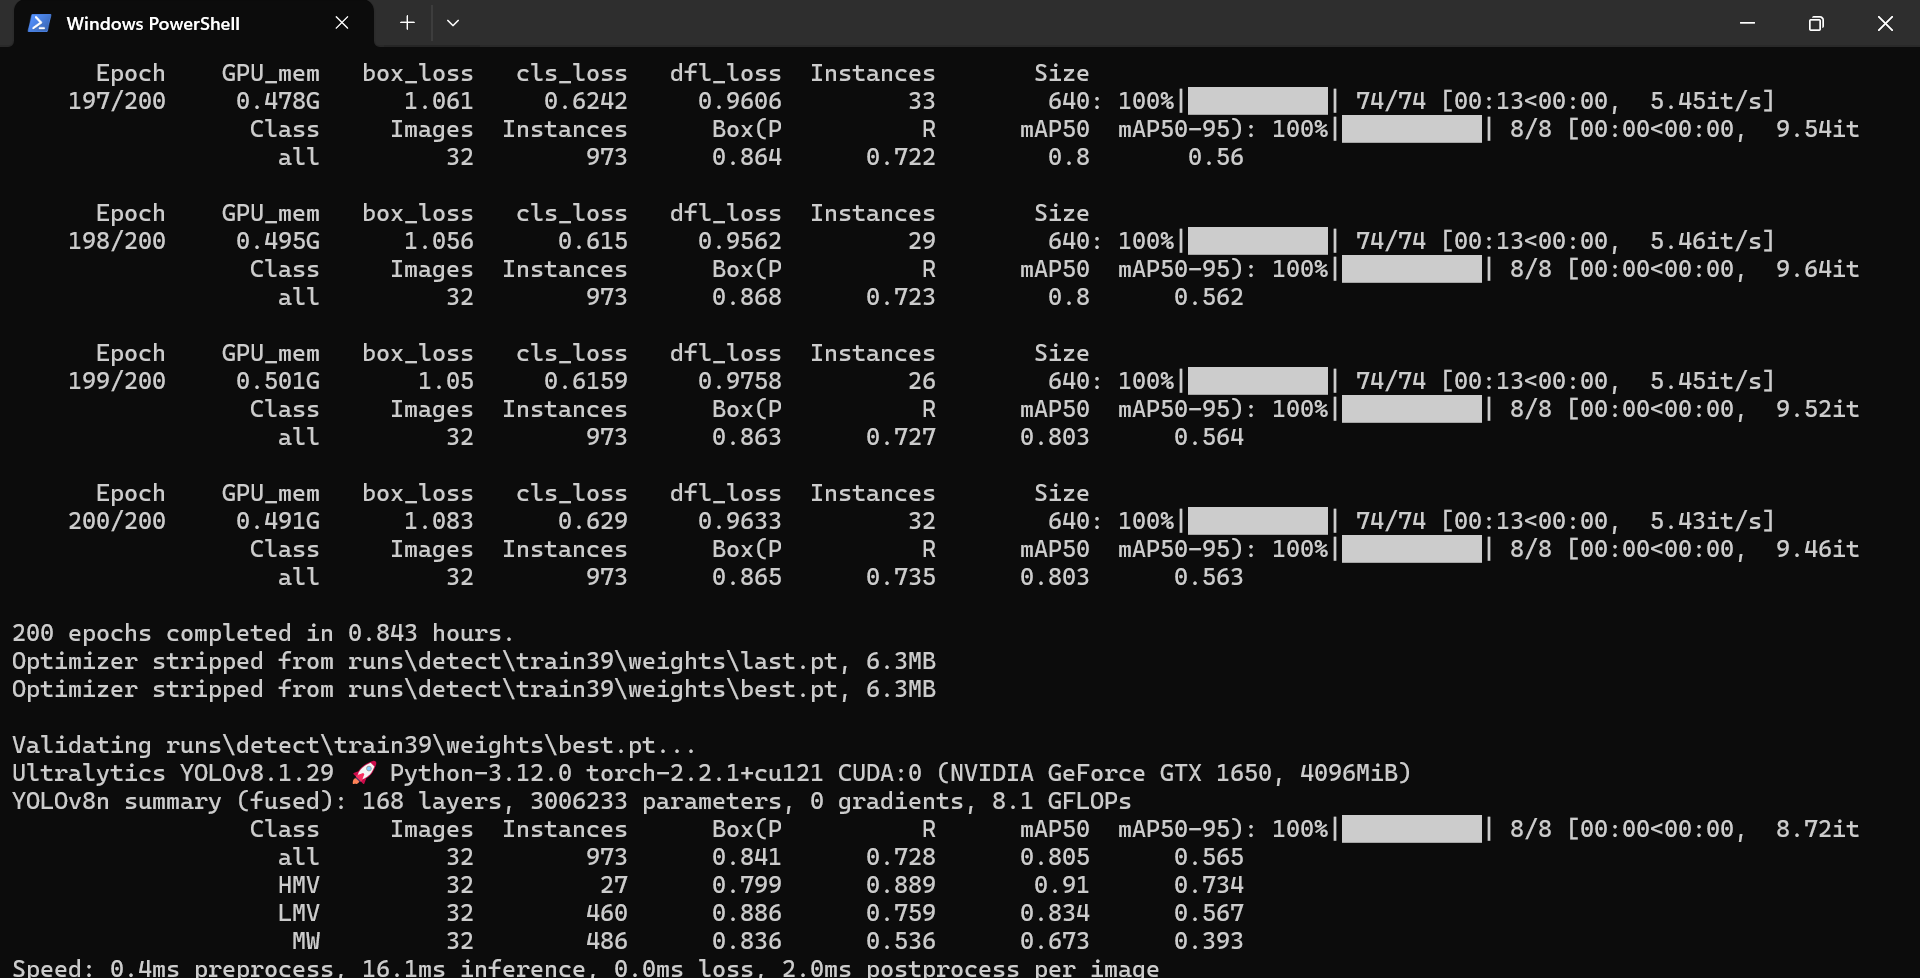 Windows PowerShell
Epoch GPU_mem box_loss cls_loss dfl_loss Instances Size
197/200 0.478G 1.061 0.6242 0.9606 33 640: 100%|██████████| 74/74 [00:13<00:00, 5.45it/s]
Class Images Instances Box(P R mAP50 mAP50-95): 100%|██████████| 8/8 [00:00<00:00, 9.54it
all 32 973 0.864 0.722 0.8 0.56
Epoch GPU_mem box_loss cls_loss dfl_loss Instances Size
198/200 0.495G 1.056 0.615 0.9562 29 640: 100%|██████████| 74/74 [00:13<00:00, 5.46it/s]
Class Images Instances Box(P R mAP50 mAP50-95): 100%|██████████| 8/8 [00:00<00:00, 9.64it
all 32 973 0.868 0.723 0.8 0.562
Epoch GPU_mem box_loss cls_loss dfl_loss Instances Size
199/200 0.501G 1.05 0.6159 0.9758 26 640: 100%|██████████| 74/74 [00:13<00:00, 5.45it/s]
Class Images Instances Box(P R mAP50 mAP50-95): 100%|██████████| 8/8 [00:00<00:00, 9.52it
all 32 973 0.863 0.727 0.803 0.564
Epoch GPU_mem box_loss cls_loss dfl_loss Instances Size
200/200 0.491G 1.083 0.629 0.9633 32 640: 100%|██████████| 74/74 [00:13<00:00, 5.43it/s]
Class Images Instances Box(P R mAP50 mAP50-95): 100%|██████████| 8/8 [00:00<00:00, 9.46it
all 32 973 0.865 0.735 0.803 0.563
200 epochs completed in 0.843 hours.
Optimizer stripped from runs\detect\train39\weights\last.pt, 6.3MB
Optimizer stripped from runs\detect\train39\weights\best.pt, 6.3MB
Validating runs\detect\train39\weights\best.pt...
Ultralytics YOLOv8.1.29 🚀 Python-3.12.0 torch-2.2.1+cu121 CUDA:0 (NVIDIA GeForce GTX 1650, 4096MiB)
YOLOv8n summary (fused): 168 layers, 3006233 parameters, 0 gradients, 8.1 GFLOPs
Class Images Instances Box(P R mAP50 mAP50-95): 100%|██████████| 8/8 [00:00<00:00, 8.72it
all 32 973 0.841 0.728 0.805 0.565
HMV 32 27 0.799 0.889 0.91 0.734
LMV 32 460 0.886 0.759 0.834 0.567
MW 32 486 0.836 0.536 0.673 0.393
Speed: 0.4ms preprocess, 16.1ms inference, 0.0ms loss, 2.0ms postprocess per image